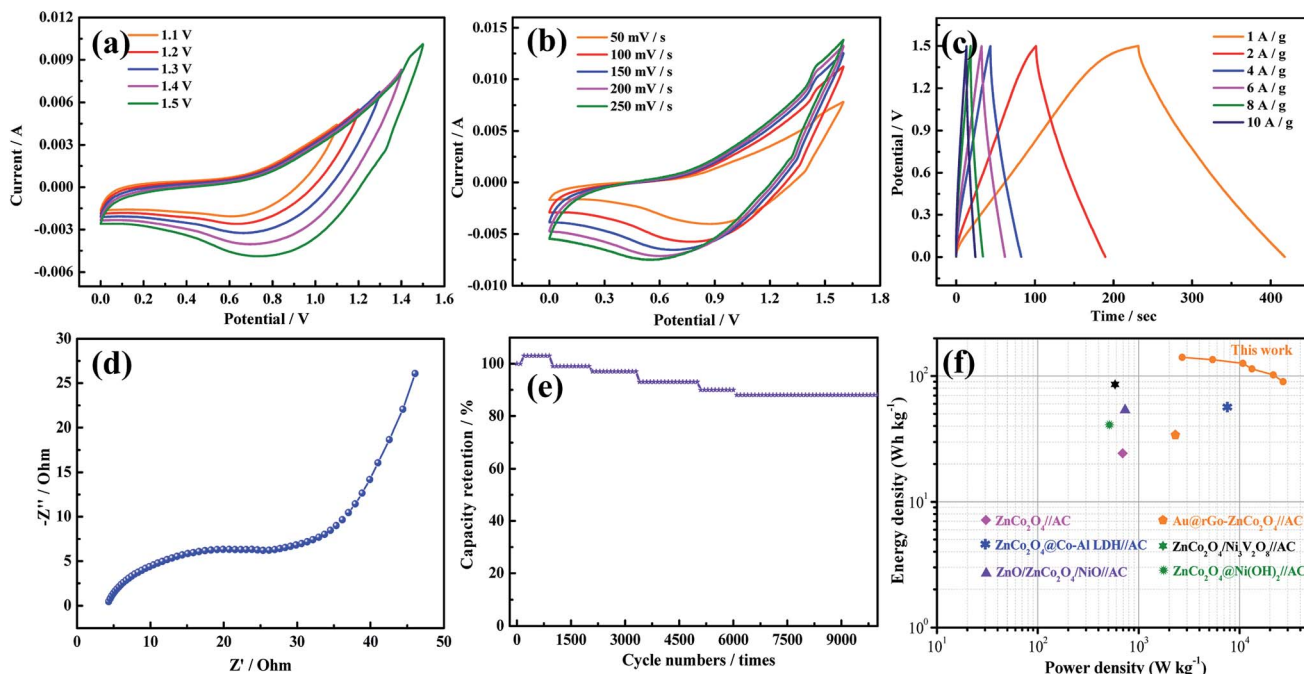 (a)
1.1 V
1.2 V
1.3 V
1.4 V
1.5 V
0.012
0.009
0.006
0.003
0.000
-0.003
-0.006
Current / A
0.0 0.2 0.4 0.6 0.8 1.0 1.2 1.4 1.6
Potential / V
(b)
50 mV / s
100 mV / s
150 mV / s
200 mV / s
250 mV / s
0.015
0.010
0.005
0.000
-0.005
-0.010
Current / A
0.0 0.3 0.6 0.9 1.2 1.5 1.8
Potential / V
(c)
1 A / g
2 A / g
4 A / g
6 A / g
8 A / g
10 A / g
1.5
1.2
0.9
0.6
0.3
0.0
Potential / V
0 100 200 300 400
Time / sec
(d)
30
25
20
15
10
5
0
-Z'' / Ohm
0 10 20 30 40 50
Z' / Ohm
(e)
100
80
60
40
20
0
Capacity retention / %
0 1500 3000 4500 6000 7500 9000
Cycle numbers / times
(f)
This work
10²
10¹
10⁰
Energy density (Wh kg⁻¹)
ZnCo₂O₄//AC
Au@rGo-ZnCo₂O₄//AC
ZnCo₂O₄@Co-Al LDH//AC
ZnCo₂O₄/Ni₃V₂O₈//AC
ZnO/ZnCo₂O₄/NiO//AC
ZnCo₂O₄@Ni(OH)₂//AC
10¹ 10² 10³ 10⁴
Power density (W kg⁻¹)